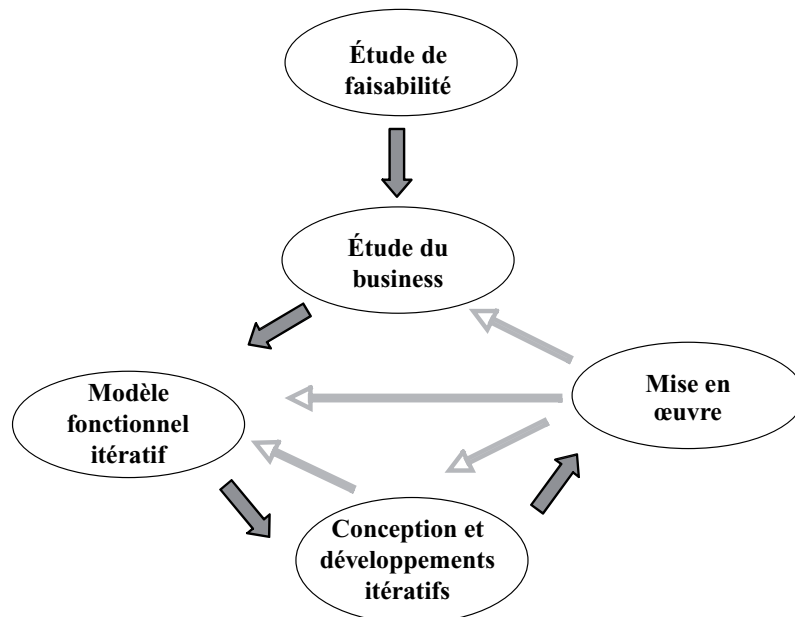 Étude de
faisabilité
Étude du
business
Modèle
fonctionnel
itératif
Mise en
œuvre
Conception et
développements
itératifs